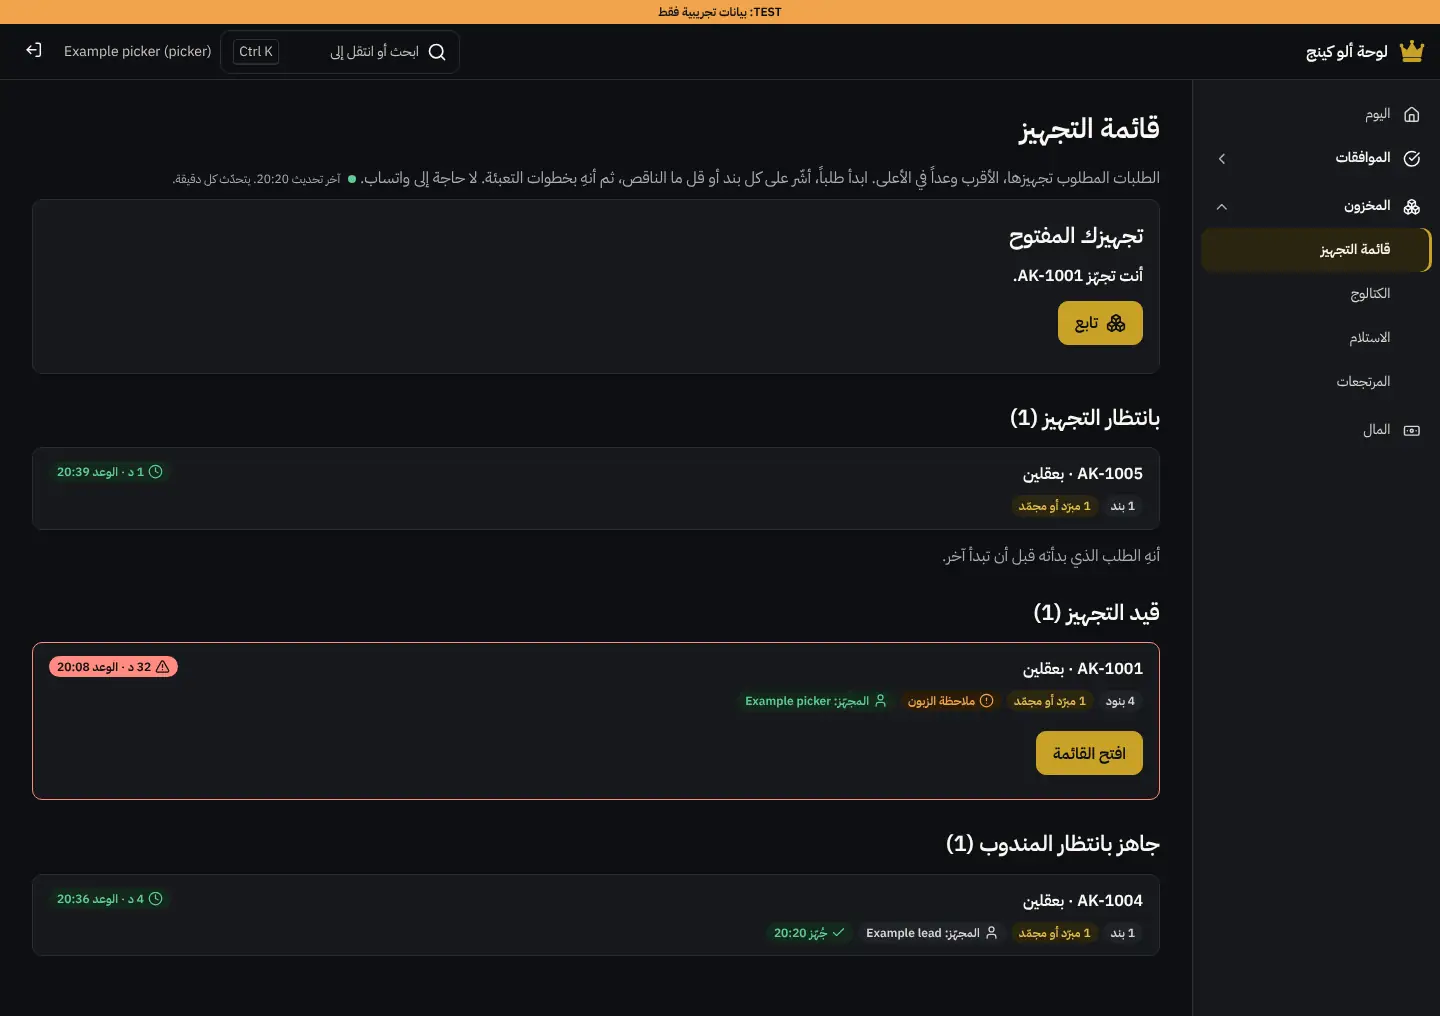 TEST: بيانات تجريبية فقط
لوحة ألو كينج
ابحث أو انتقل إلى
Ctrl K
Example picker (picker)
اليوم
الموافقات
المخزون
قائمة التجهيز
الكتالوج
الاستلام
المرتجعات
المال
قائمة التجهيز
الطلبات المطلوب تجهيزها، الأقرب وعداً في الأعلى. ابدأ طلباً، أشّر على كل بند أو قل ما الناقص، ثم أنهِ بخطوات التعبئة. لا حاجة إلى واتساب. آخر تحديث 20:20. يتحدّث كل دقيقة.
تجهيزك المفتوح
أنت تجهّز AK-1001.
تابع
بانتظار التجهيز (1)
AK-1005 · بعقلين
1 د · الوعد 20:39
1 بند
1 مبرّد أو مجمّد
أنهِ الطلب الذي بدأته قبل أن تبدأ آخر.
قيد التجهيز (1)
AK-1001 · بعقلين
32 د · الوعد 20:08
4 بنود
1 مبرّد أو مجمّد
ملاحظة الزبون
المجهّز: Example picker
افتح القائمة
جاهز بانتظار المندوب (1)
AK-1004 · بعقلين
4 د · الوعد 20:36
1 بند
1 مبرّد أو مجمّد
المجهّز: Example lead
جُهّز 20:20